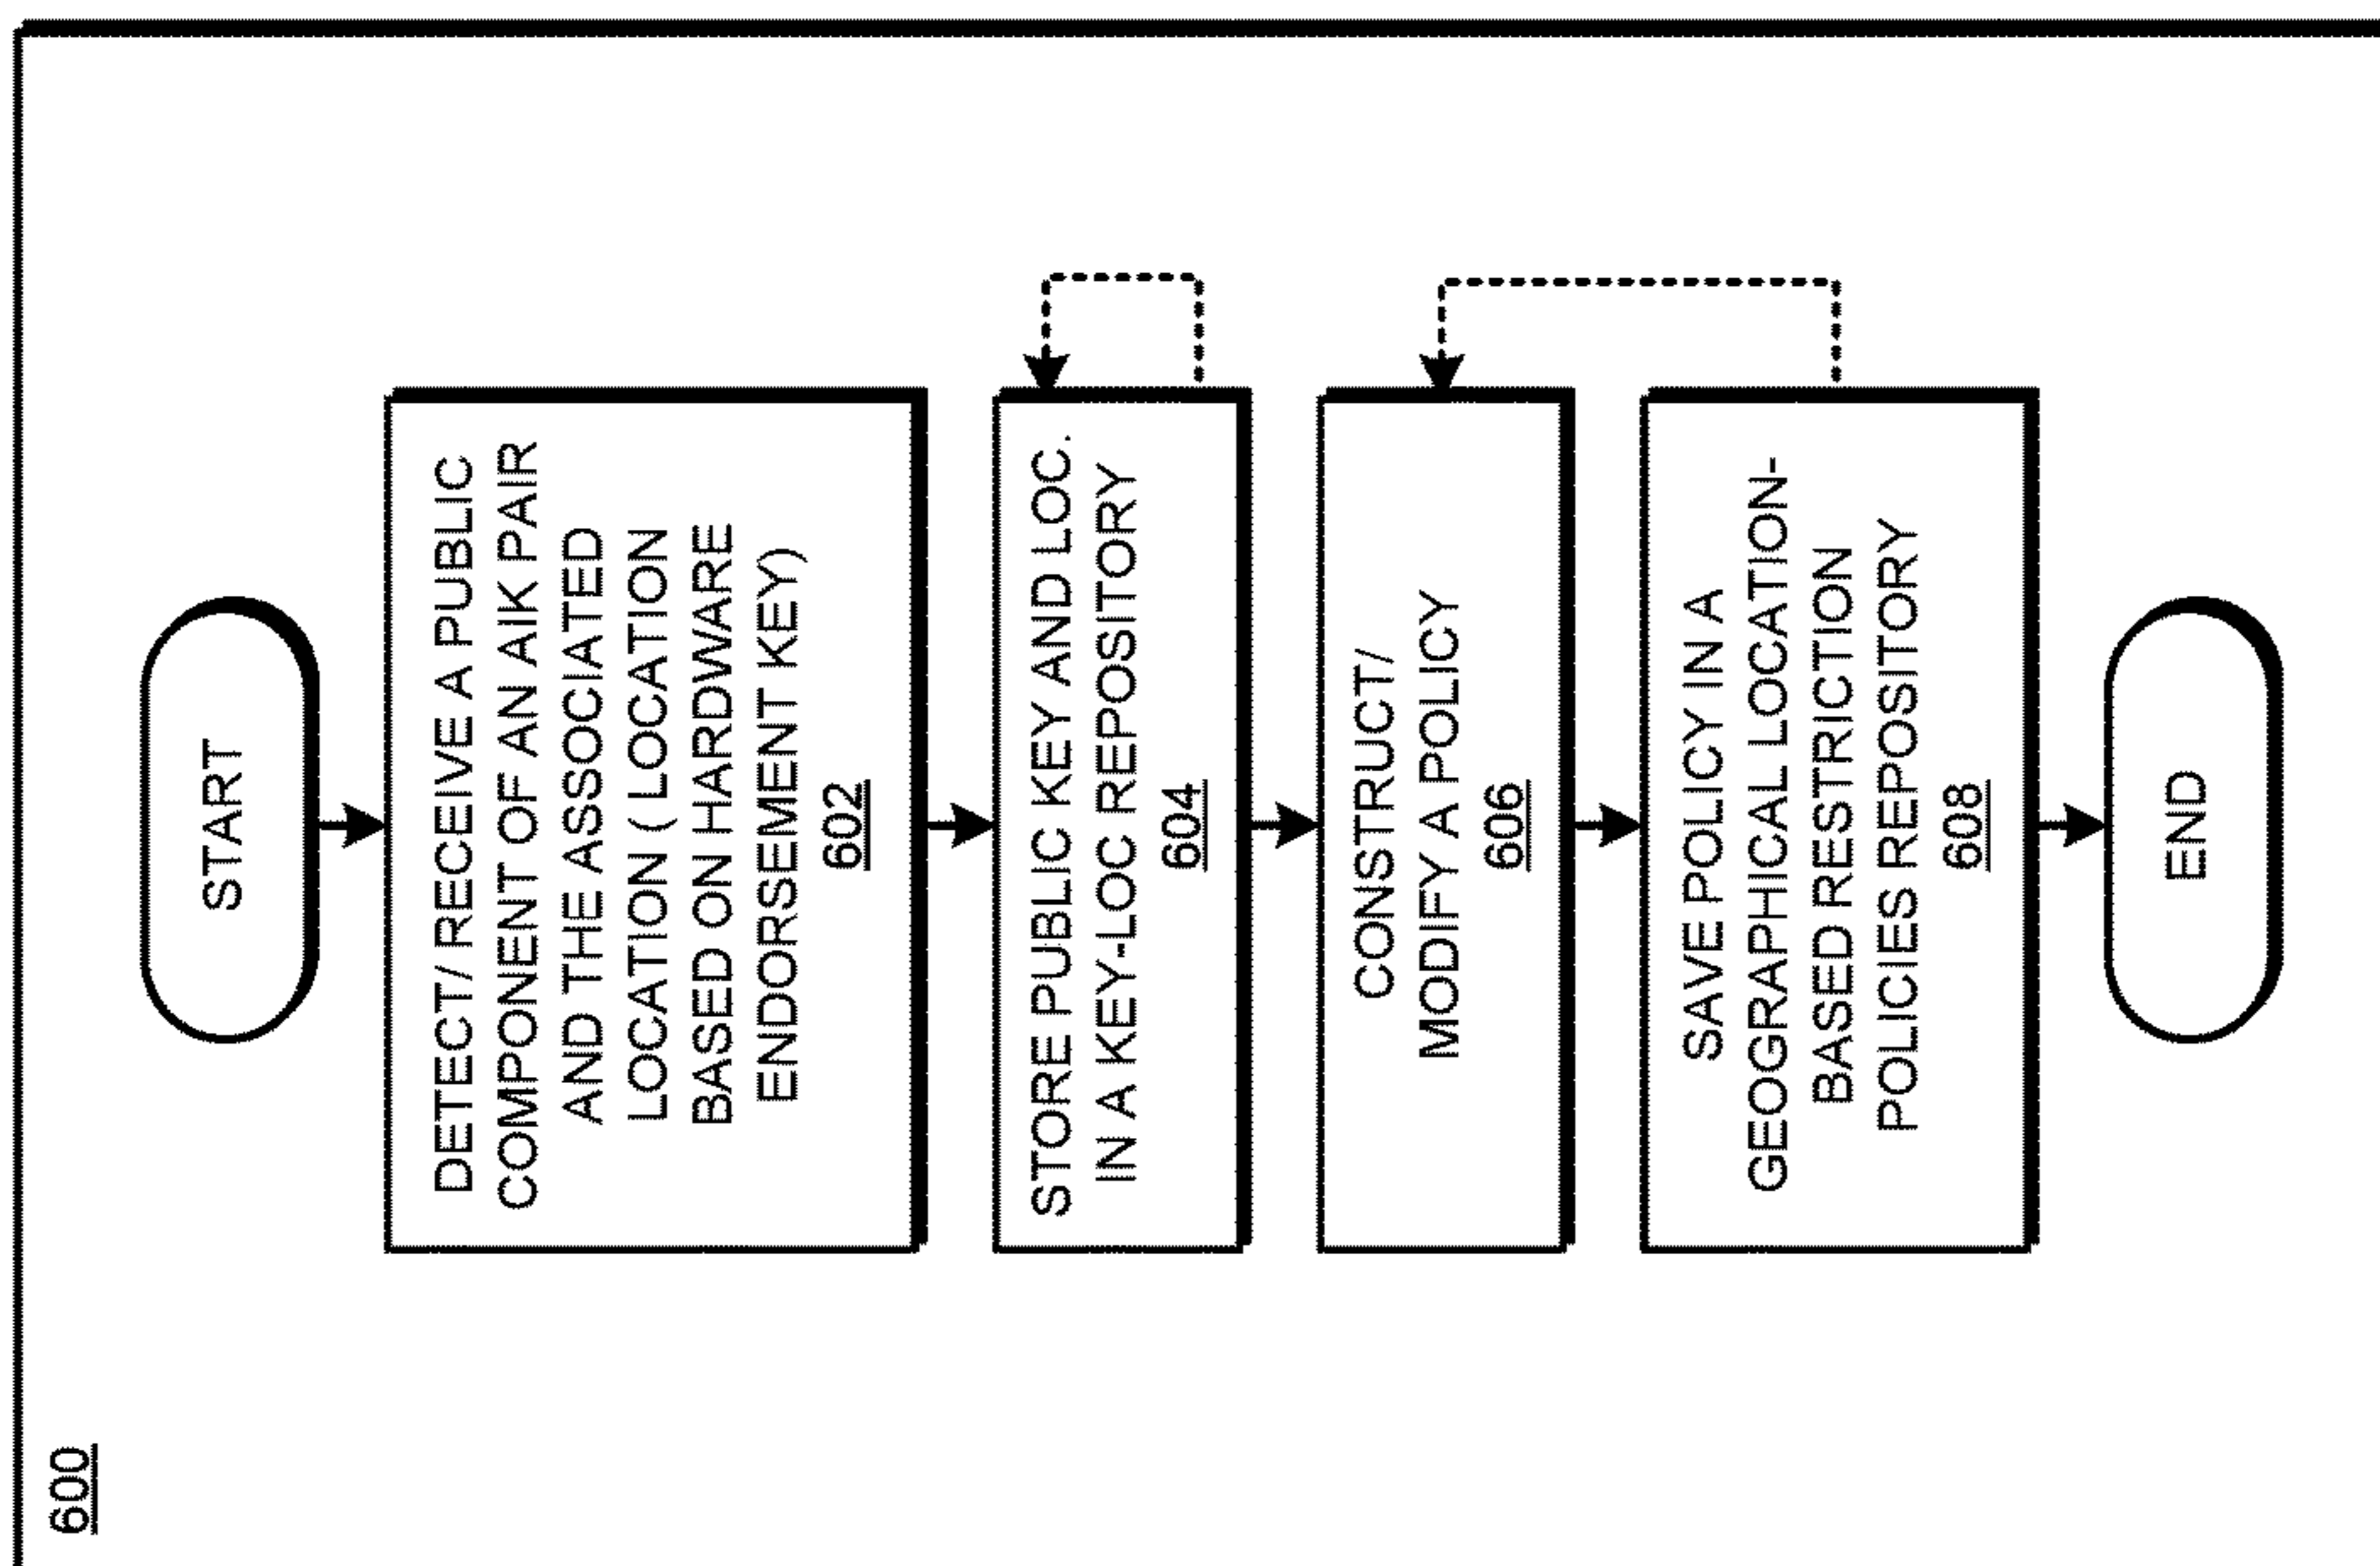 600
START
DETECT/ RECEIVE A PUBLIC
COMPONENT OF AN AIK PAIR
AND THE ASSOCIATED
LOCATION ( LOCATION
BASED ON HARDWARE
ENDORSEMENT KEY)
602
STORE PUBLIC KEY AND LOC.
IN A KEY-LOC REPOSITORY
604
CONSTRUCT/
MODIFY A POLICY
606
SAVE POLICY IN A
GEOGRAPHICAL LOCATION-
BASED RESTRICTION
POLICIES REPOSITORY
608
END